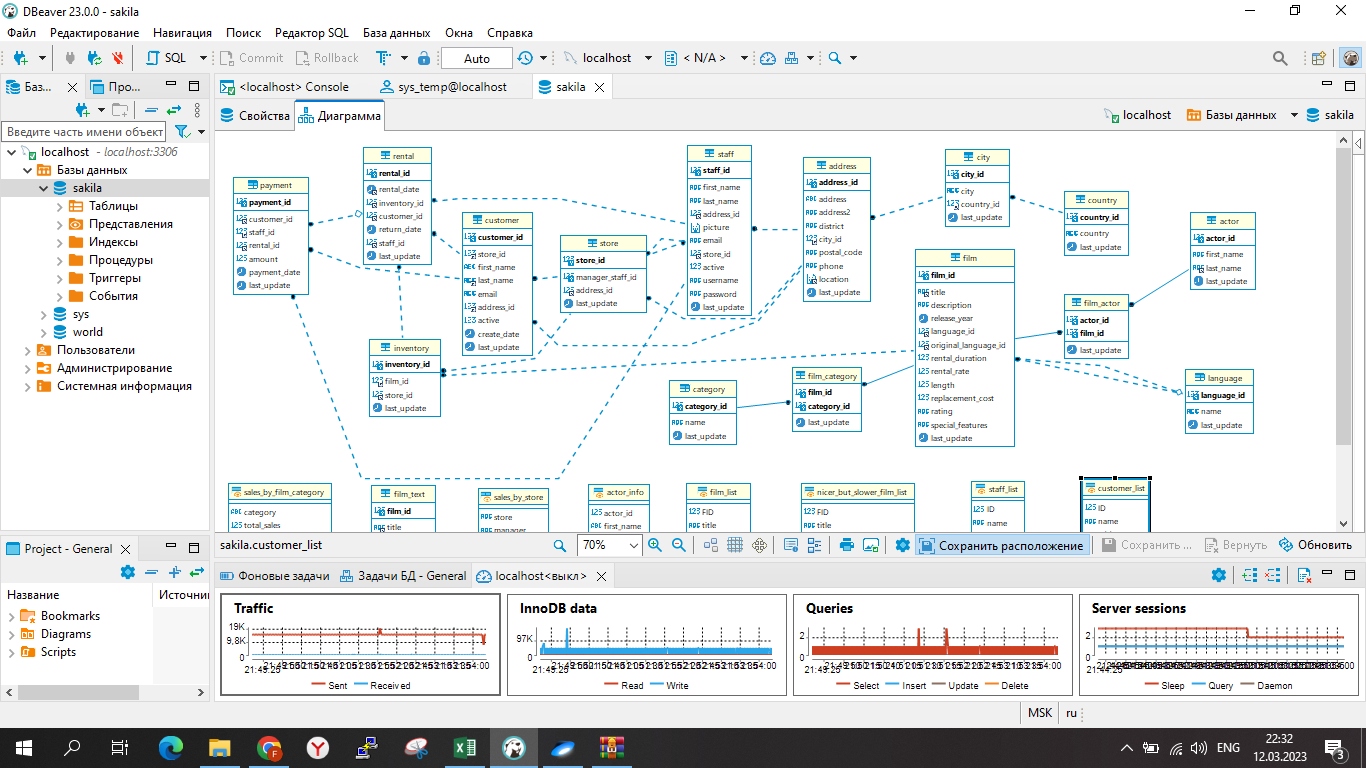 DBeaver 23.0.0 - sakila
Файл Редактирование Навигация Поиск Редактор SQL База данных Окна Справка
SQL Commit Rollback Auto localhost < N/A >
Баз... Про...
<localhost> Console sys_temp@localhost sakila
Свойства Диаграмма
localhost Базы данных sakila
Введите часть имени объект
localhost - localhost:3306
Базы данных
sakila
Таблицы
Представления
Индексы
Процедуры
Триггеры
События
sys
world
Пользователи
Администрирование
Системная информация
payment
payment_id
customer_id
staff_id
rental_id
amount
payment_date
last_update
rental
rental_id
rental_date
inventory_id
customer_id
return_date
staff_id
last_update
customer
customer_id
store_id
first_name
last_name
email
address_id
active
create_date
last_update
store
store_id
manager_staff_id
address_id
last_update
staff
staff_id
first_name
last_name
address_id
picture
email
store_id
active
username
password
last_update
address
address_id
address
address2
district
city_id
postal_code
phone
location
last_update
city
city_id
city
country_id
last_update
country
country_id
country
last_update
actor
actor_id
first_name
last_name
last_update
film
film_id
title
description
release_year
language_id
original_language_id
rental_duration
rental_rate
length
replacement_cost
rating
special_features
last_update
film_actor
actor_id
film_id
last_update
inventory
inventory_id
film_id
store_id
last_update
category
category_id
name
last_update
film_category
film_id
category_id
last_update
language
language_id
name
last_update
sales_by_film_category
category
total_sales
film_text
film_id
title
sales_by_store
store
manager
actor_info
actor_id
first_name
film_list
FID
title
nicer_but_slower_film_list
FID
title
staff_list
ID
name
customer_list
ID
name
sakila.customer_list 70% Сохранить расположение Сохранить ... Вернуть Обновить
Project - General
Название Источни
Bookmarks
Diagrams
Scripts
Фоновые задачи Задачи БД - General localhost<выкл>
Traffic
19K
9,8K
0
21:49:25
Sent Received
InnoDB data
97K
0
21:49:25
Read Write
Queries
2
0
21:49:25
Select Insert Update Delete
Server sessions
2
0
21:44:25
Sleep Query Daemon
MSK ru
ENG
22:32
12.03.2023
3